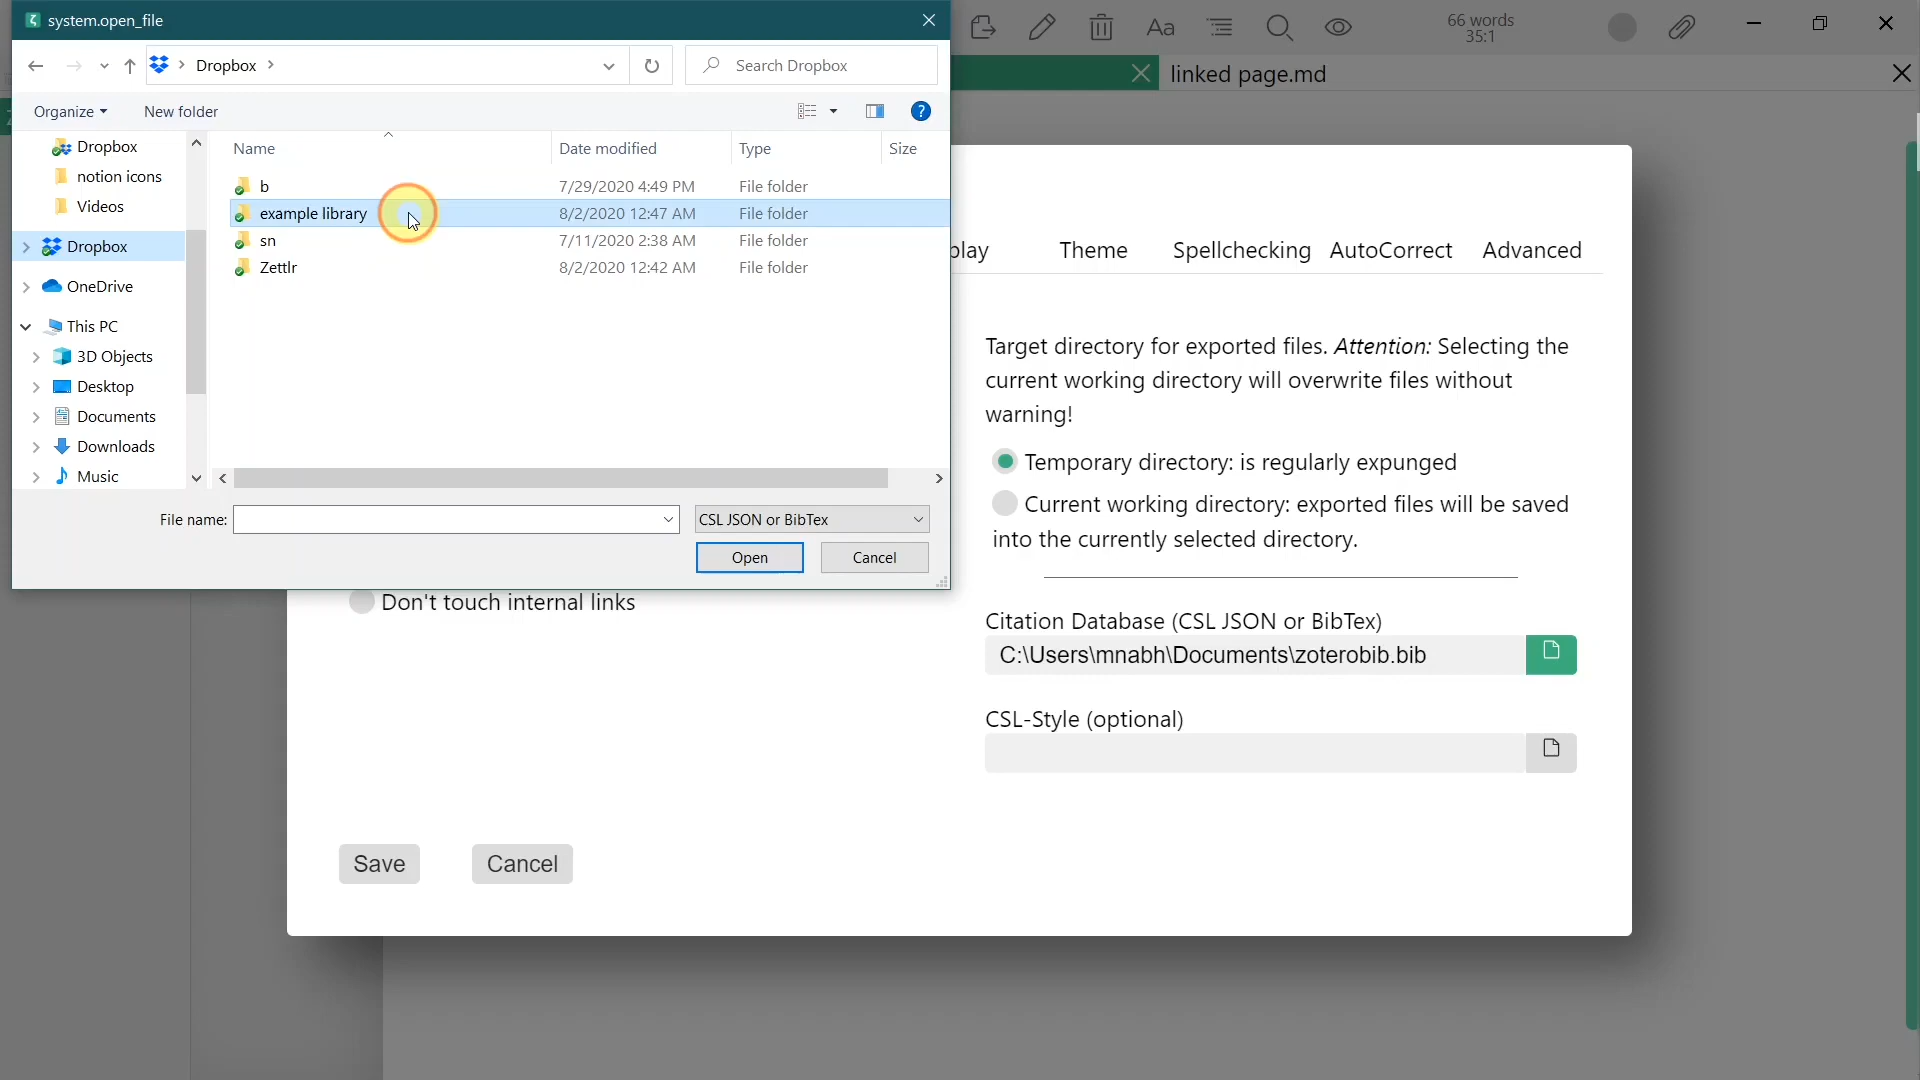 system.open_file
66 words
35:1
linked page.md
Dropbox
Search Dropbox
Organize
New folder
Dropbox
notion icons
Videos
Dropbox
OneDrive
This PC
3D Objects
Desktop
Documents
Downloads
Music
Name
Date modified
Type
Size
b
7/29/2020 4:49 PM
File folder
example library
8/2/2020 12:47 AM
File folder
sn
7/11/2020 2:38 AM
File folder
Zettlr
8/2/2020 12:42 AM
File folder
File name:
CSL JSON or BibTex
Open
Cancel
play
Theme
Spellchecking
AutoCorrect
Advanced
Target directory for exported files. Attention: Selecting the
current working directory will overwrite files without
warning!
Temporary directory: is regularly expunged
Current working directory: exported files will be saved
into the currently selected directory.
Don't touch internal links
Citation Database (CSL JSON or BibTex)
C:\Users\mnabh\Documents\zoterobib.bib
CSL-Style (optional)
Save
Cancel